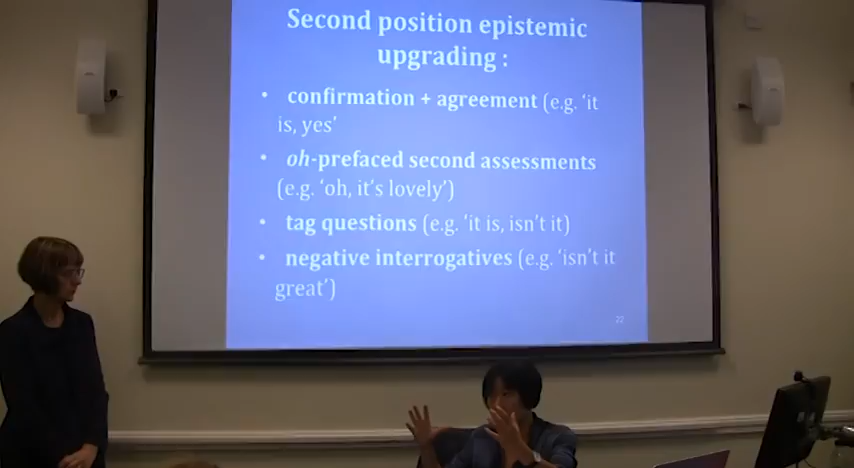 Second position epistemic
upgrading :
• confirmation + agreement (e.g. ‘it
is, yes’
• oh-prefaced second assessments
(e.g. ‘oh, it’s lovely’)
• tag questions (e.g. ‘it is, isn’t it)
• negative interrogatives (e.g. ‘isn’t it
great’)
22